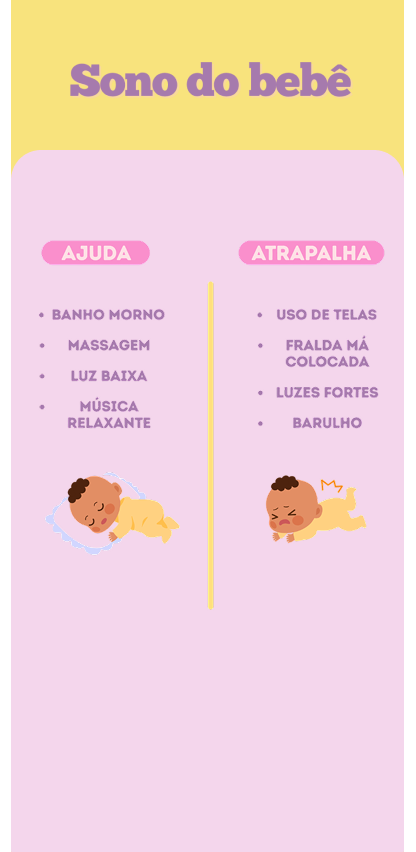 Sono do bebê
AJUDA
• BANHO MORNO
• MASSAGEM
• LUZ BAIXA
• MÚSICA
RELAXANTE
ATRAPALHA
• USO DE TELAS
• FRALDA MÁ
COLOCADA
• LUZES FORTES
• BARULHO